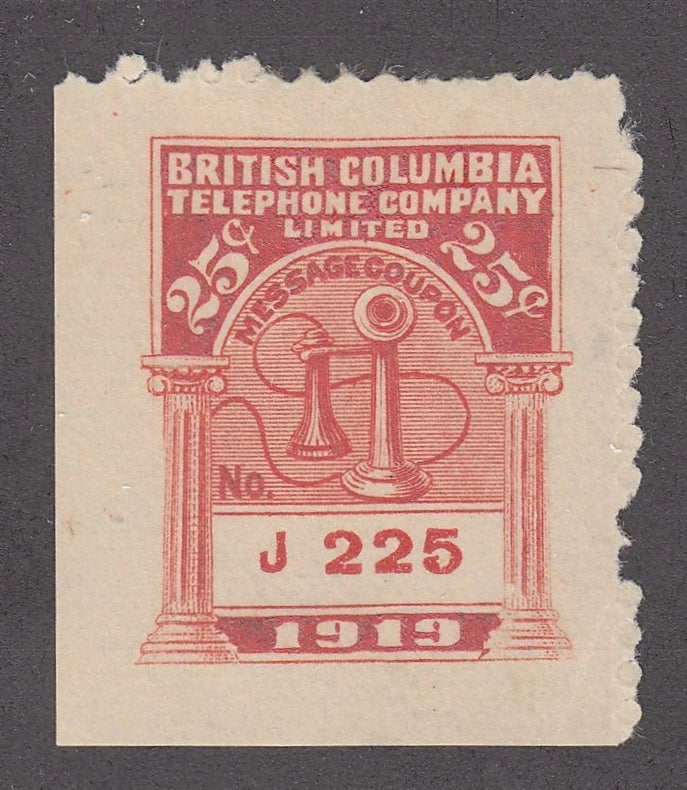 BRITISH COLUMBIA
TELEPHONE COMPANY
LIMITED
25¢ 25¢
MESSAGE COUPON
No.
J 225
1919